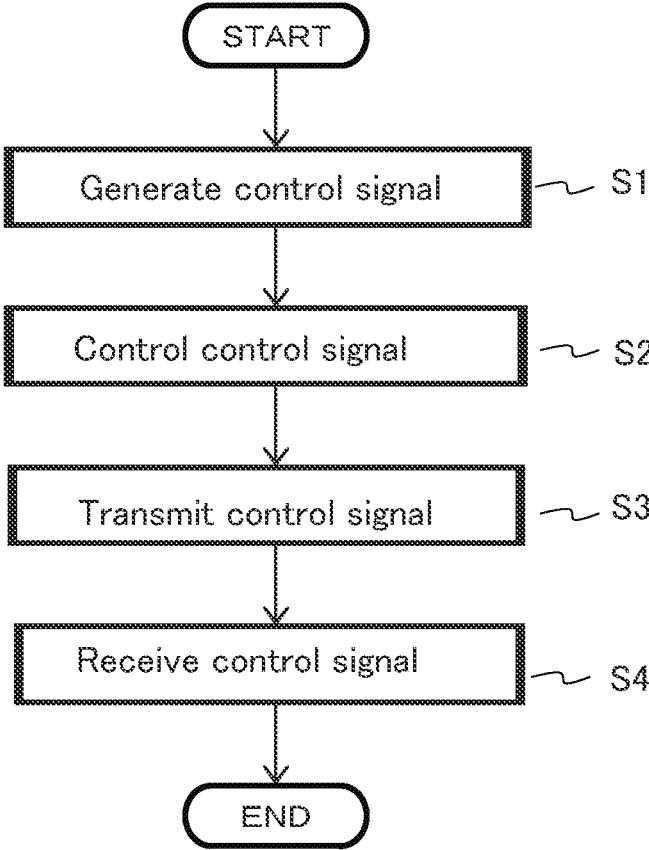 START
Generate control signal
S1
Control control signal
S2
Transmit control signal
S3
Receive control signal
S4
END